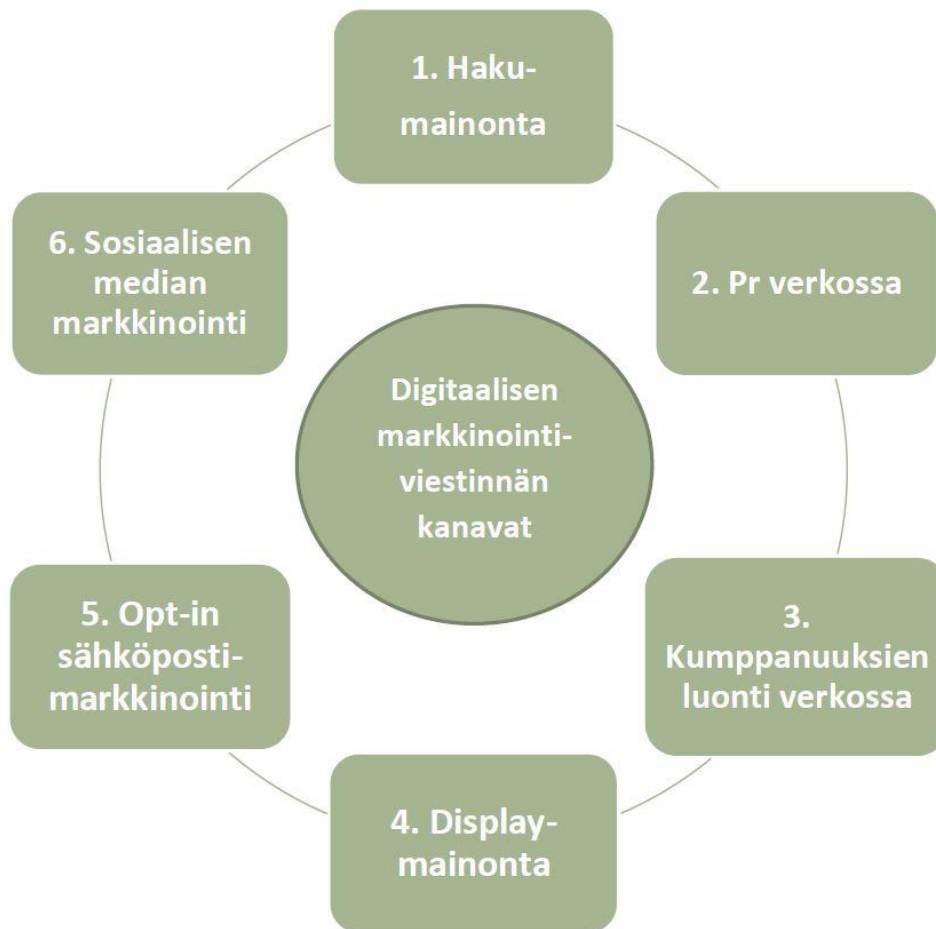 1. Haku-
mainonta
2. Pr verkossa
3.
Kumppanuuksien
luonti verkossa
4. Display-
mainonta
5. Opt-in
sähköposti-
markkinointi
6. Sosiaalisen
median
markkinointi
Digitaalisen
markkinointi-
viestinnän
kanavat